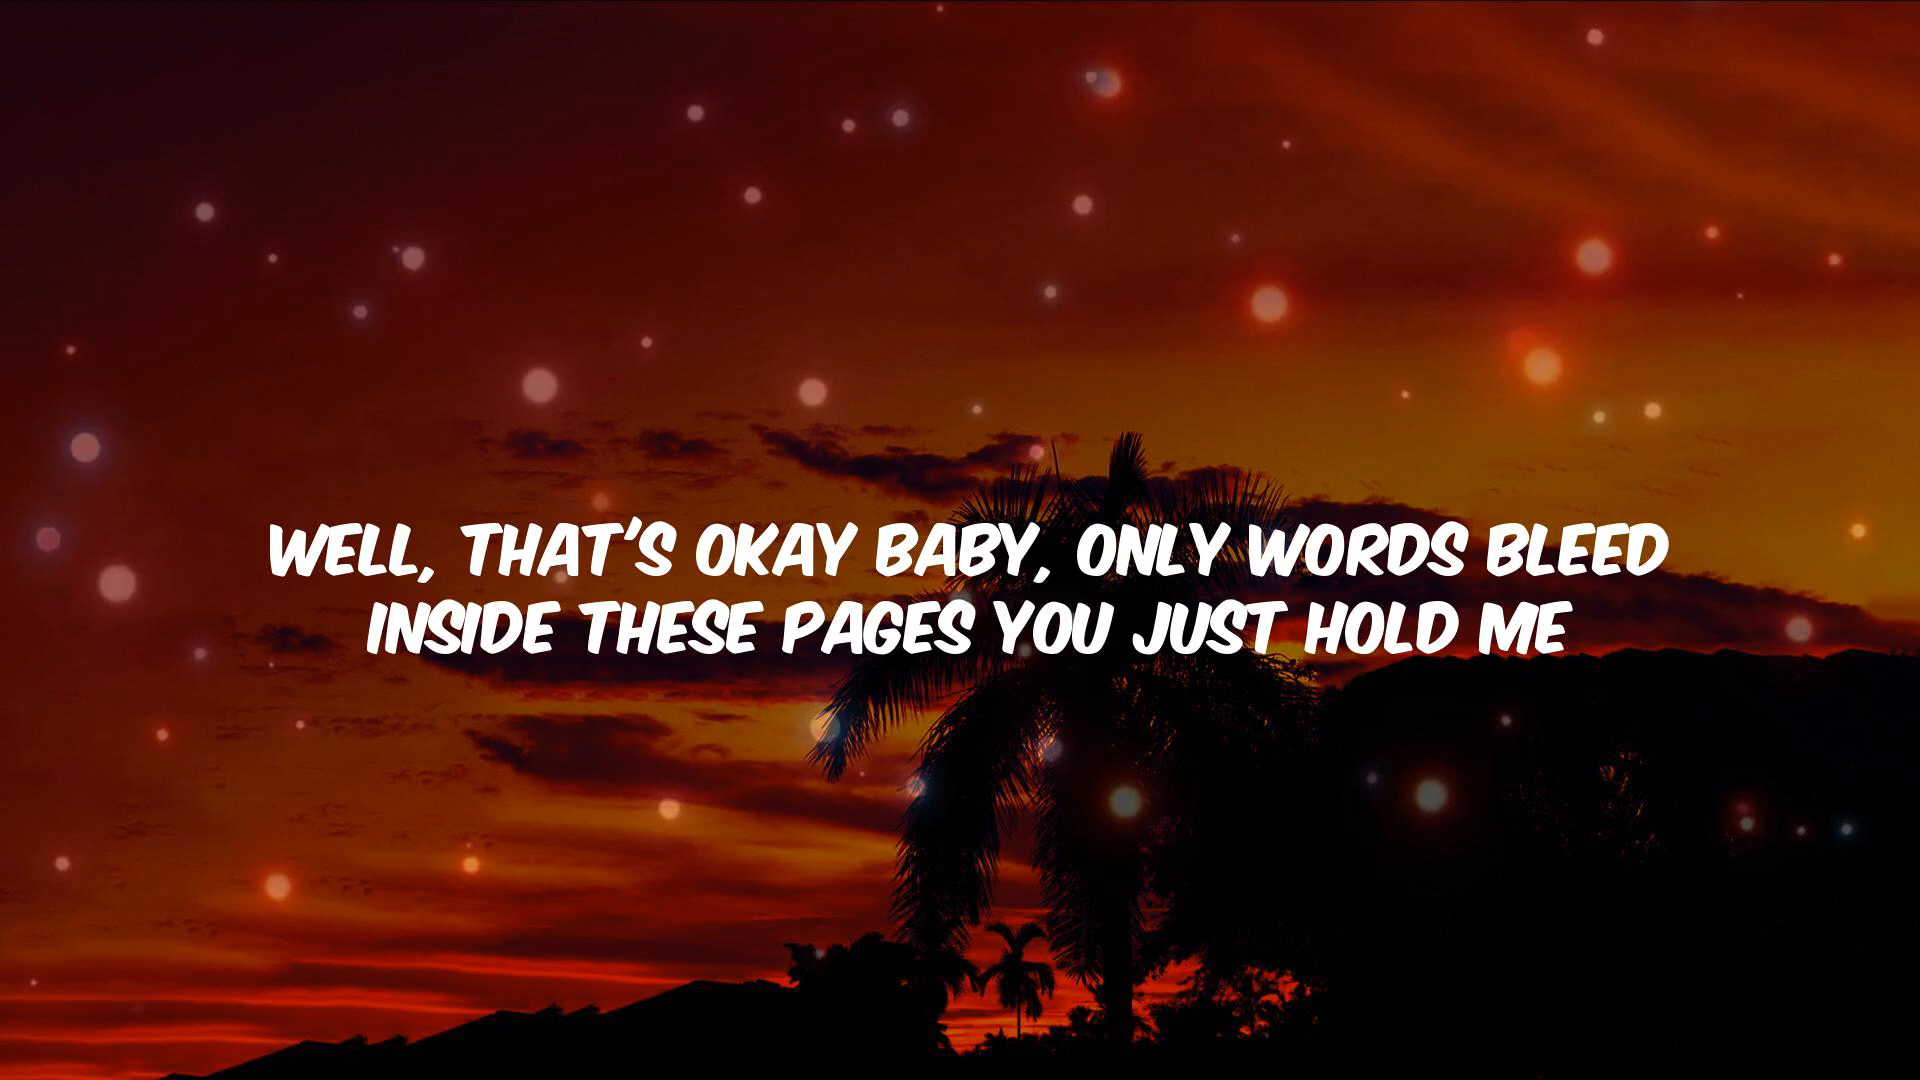 WELL, THAT'S OKAY BABY, ONLY WORDS BLEED
INSIDE THESE PAGES YOU JUST HOLD ME